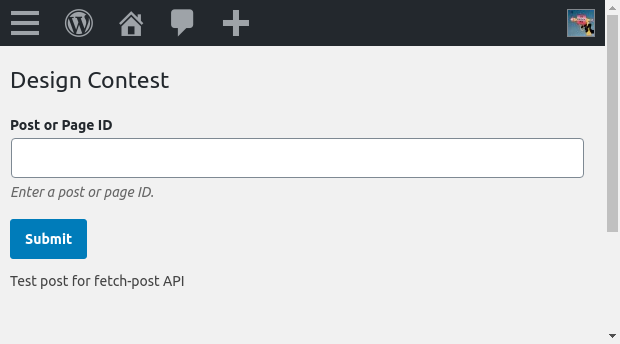 Design Contest
Post or Page ID
Enter a post or page ID.
Submit
Test post for fetch-post API